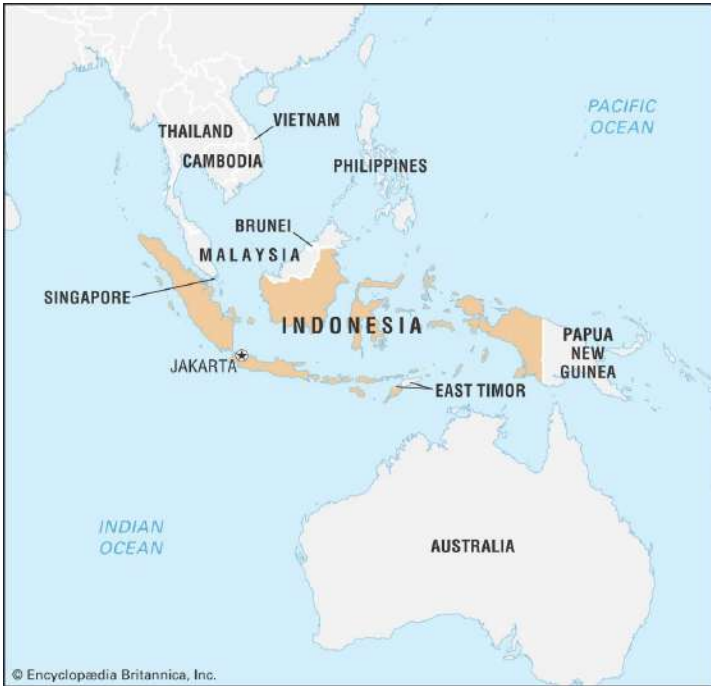 PACIFIC
OCEAN
THAILAND
VIETNAM
CAMBODIA
PHILIPPINES
BRUNEI
MALAYSIA
SINGAPORE
INDONESIA
PAPUA
NEW
GUINEA
JAKARTA
EAST TIMOR
INDIAN
OCEAN
AUSTRALIA
© Encyclopædia Britannica, Inc.